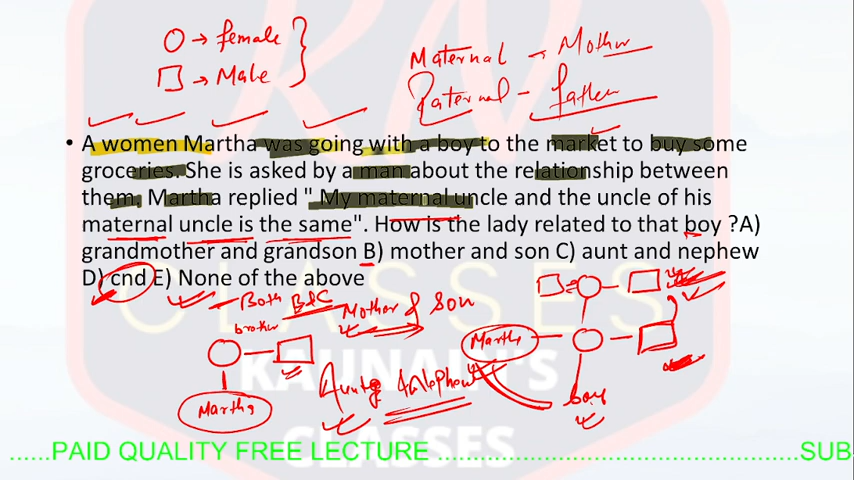 → female
→ Male
Maternal → Mother
Paternal - father
• A women Martha was going with a boy to the market to buy some
groceries. She is asked by a man about the relationship between
them. Martha replied " My maternal uncle and the uncle of his
maternal uncle is the same". How is the lady related to that boy ?A)
grandmother and grandson B) mother and son C) aunt and nephew
D) cnd E) None of the above
Both B&C
Mother & Son
brother
Martha
Martha
Aunty &
boy
KAUNAL
CLASSES
......PAID QUALITY FREE LECTURE ................................................SUB